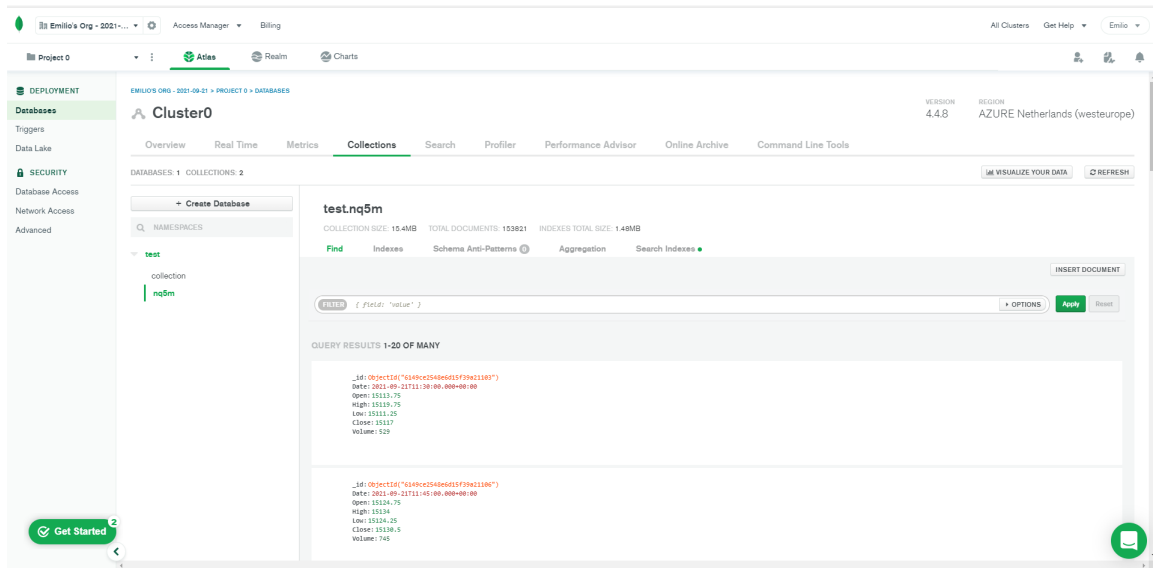 Emilio's Org - 2021-... Access Manager Billing All Clusters Get Help Emilio
Project 0 Atlas Realm Charts
DEPLOYMENT
Databases
Triggers
Data Lake
SECURITY
Database Access
Network Access
Advanced
EMILIO'S ORG - 2021-09-21 > PROJECT 0 > DATABASES
Cluster0
VERSION
4.4.8
REGION
AZURE Netherlands (westeurope)
Overview Real Time Metrics Collections Search Profiler Performance Advisor Online Archive Command Line Tools
DATABASES: 1 COLLECTIONS: 2
VISUALIZE YOUR DATA REFRESH
+ Create Database
NAMESPACES
test
collection
nq5m
test.nq5m
COLLECTION SIZE: 15.4MB TOTAL DOCUMENTS: 153821 INDEXES TOTAL SIZE: 1.48MB
Find Indexes Schema Anti-Patterns 0 Aggregation Search Indexes
INSERT DOCUMENT
FILTER { field: 'value' } OPTIONS Apply Reset
QUERY RESULTS 1-20 OF MANY
_id: ObjectId("6149ce2548e6d15f39a21103")
Date: 2021-09-21T11:30:00.000+00:00
Open: 15113.75
High: 15119.75
Low: 15111.25
Close: 15117
Volume: 529
_id: ObjectId("6149ce2548e6d15f39a21106")
Date: 2021-09-21T11:45:00.000+00:00
Open: 15124.75
High: 15134
Low: 15124.25
Close: 15130.5
Volume: 745
Get Started 2